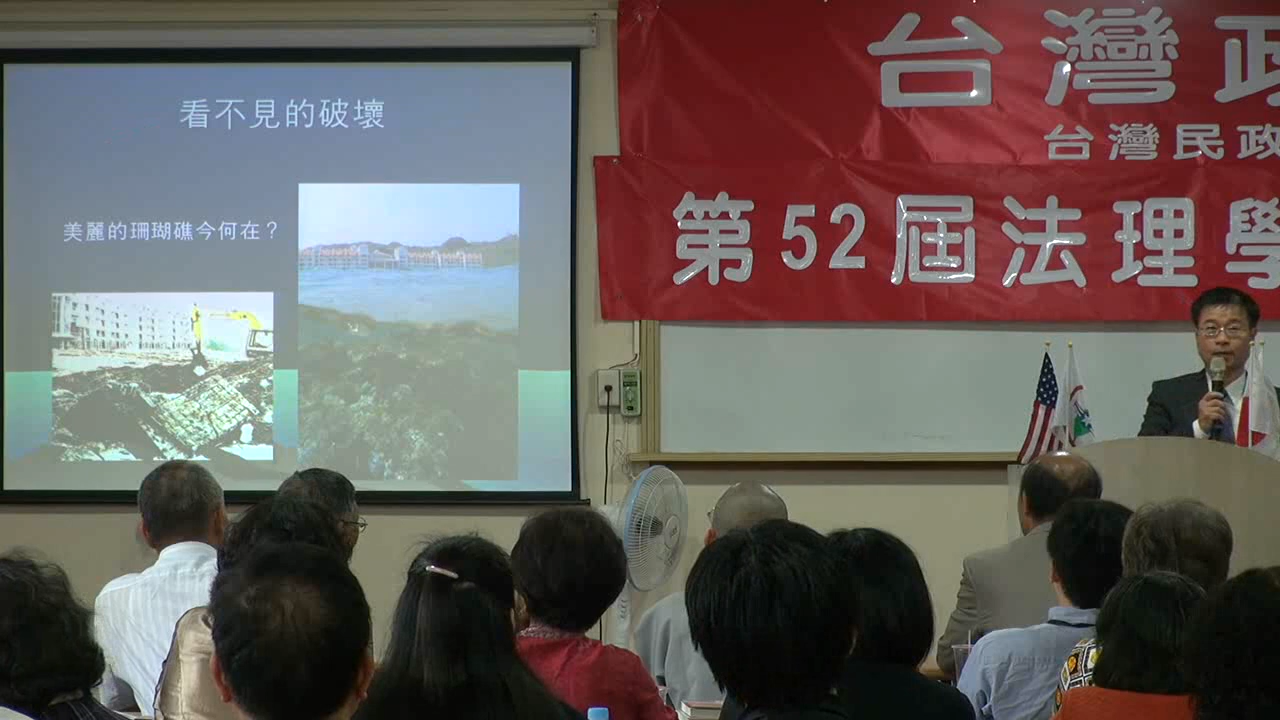 看不見的破壞
美麗的珊瑚礁今何在？
台灣政
台灣民政
第52屆法理學